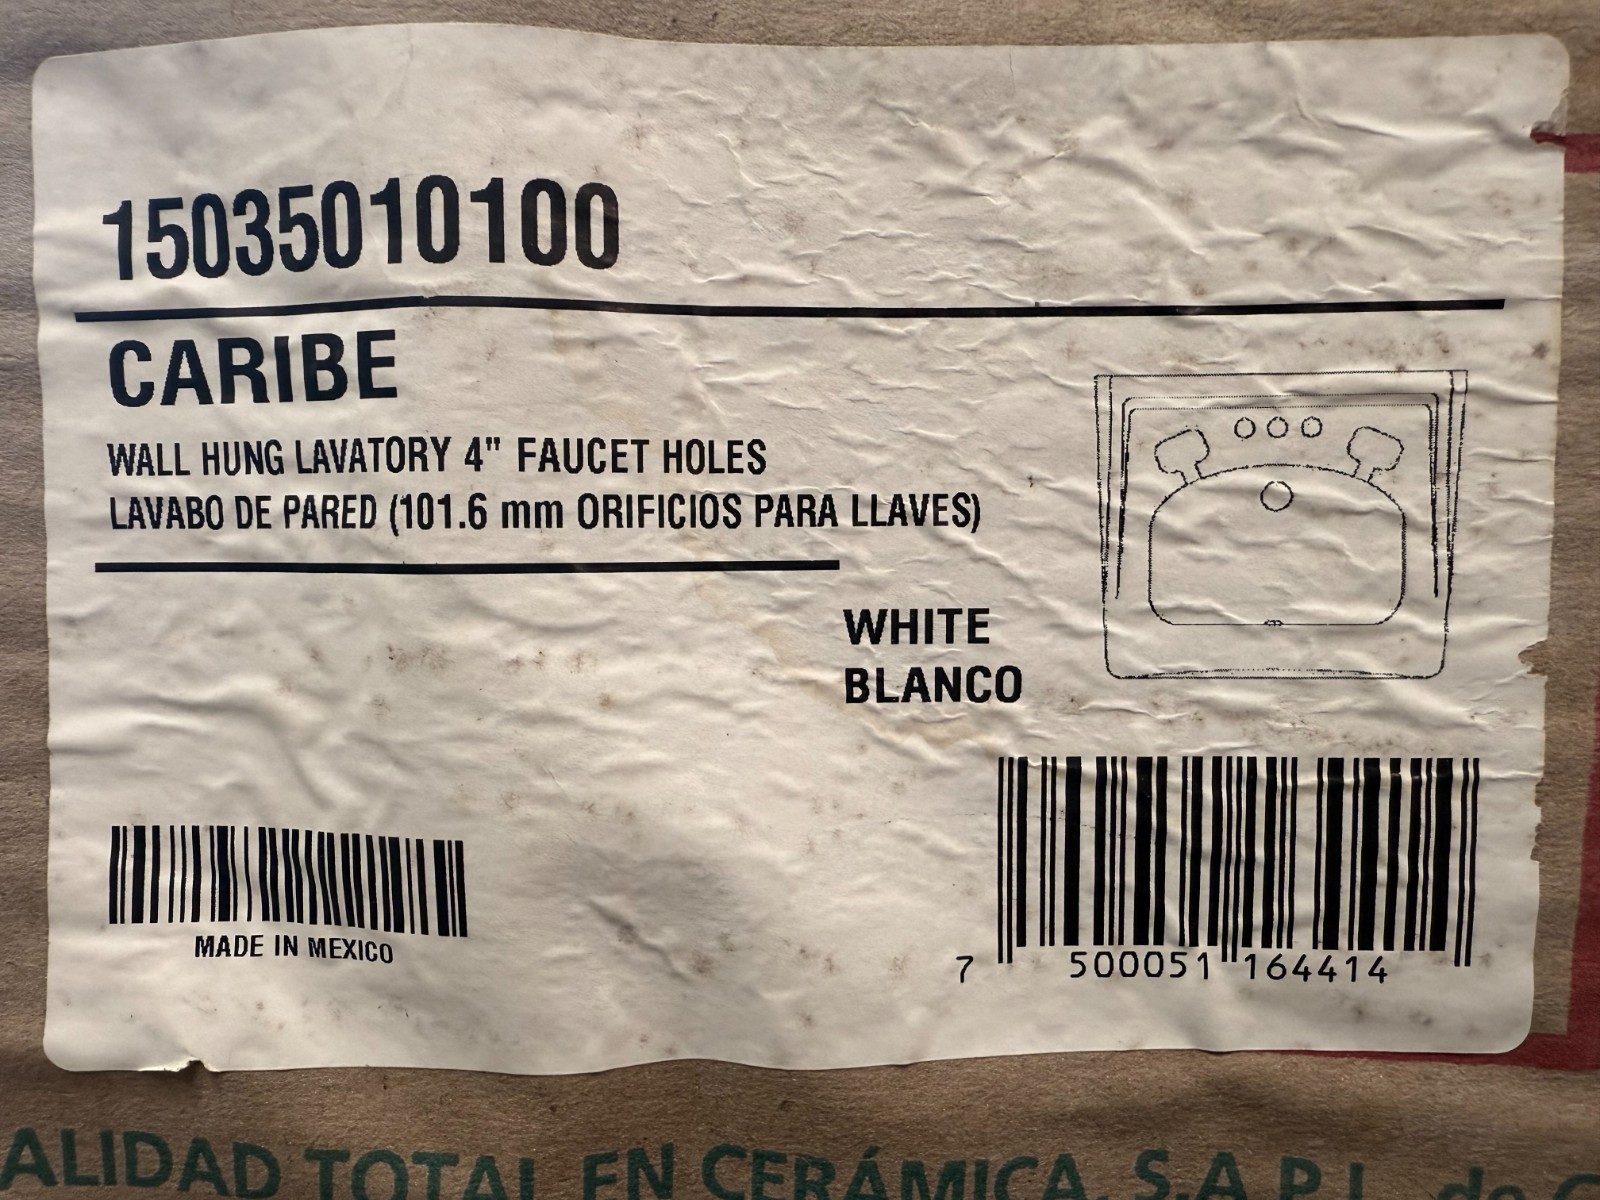 15035010100
CARIBE
WALL HUNG LAVATORY 4" FAUCET HOLES
LAVABO DE PARED (101.6 mm ORIFICIOS PARA LLAVES)
WHITE
BLANCO
MADE IN MEXICO
7 500051 164414
ALIDAD TOTAL EN CERÁMICA, S.A.P.I. de C